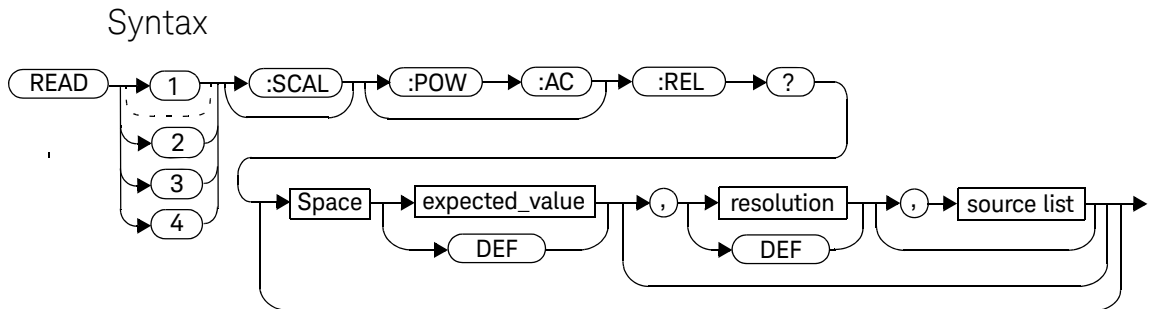 Syntax
READ 1 :SCAL :POW :AC :REL ?
2
3
4
Space expected_value , resolution , source list
DEF DEF